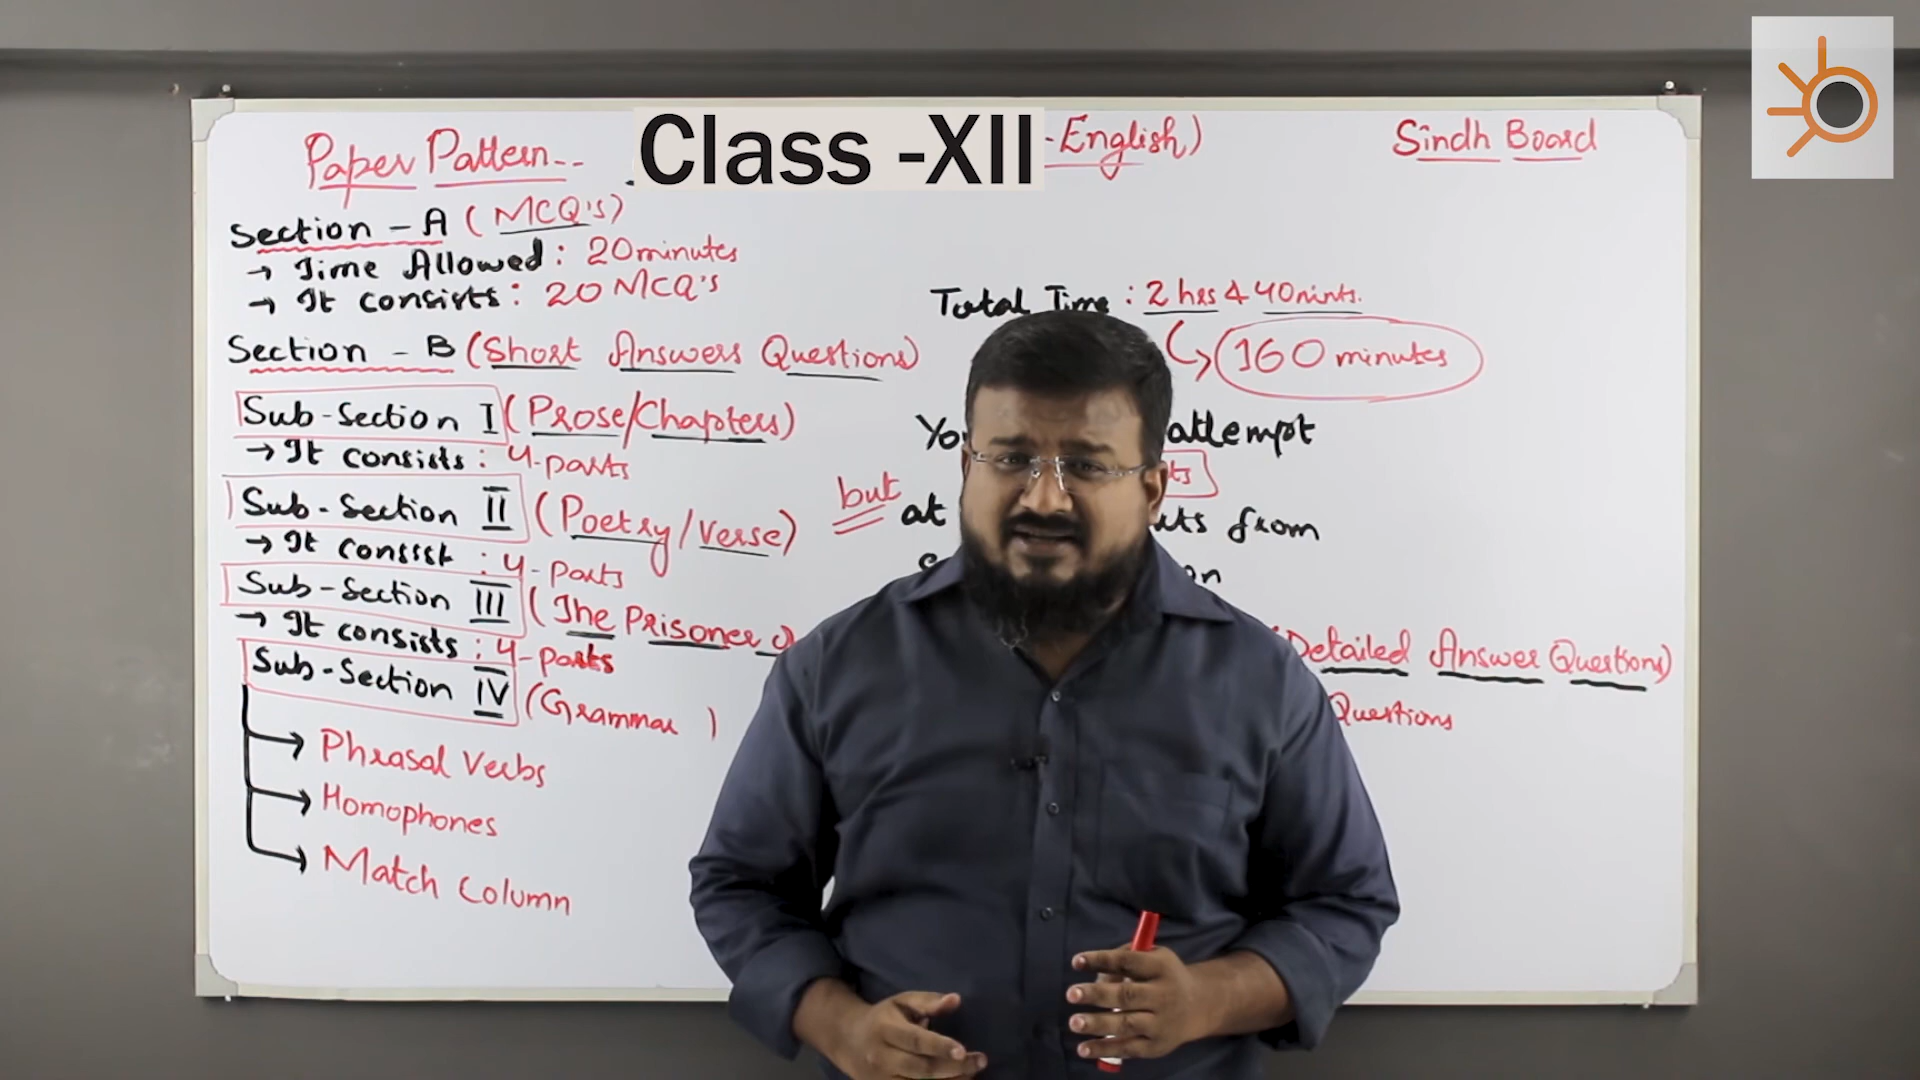 Paper Pattern.. Class -XII -English) Sindh Board
Section - A (MCQ's)
→ Time Allowed : 20 minutes
→ It consists : 20 MCQ's
Section - B (Short Answers Questions)
Sub-Section I (Prose/Chapters)
→ It consists : 4-parts
Sub-Section II (Poetry/Verse)
→ It consist : 4-parts
Sub-Section III (The Prisoner
→ It consists : 4-parts
Sub-Section IV (Grammar)
→ Phrasal Verbs
→ Homophones
→ Match Column
Total Time : 2 hrs & 40 mints.
160 minutes
attempt
but at from
(Detailed Answer Questions)
Questions